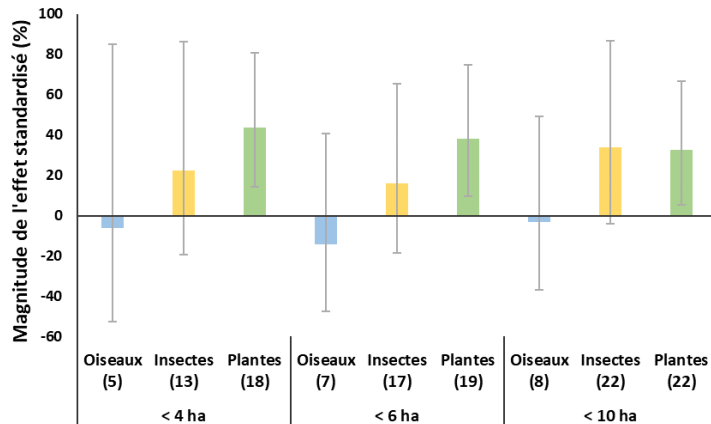 Magnitude de l'effet standardisé (%)
100
80
60
40
20
0
-20
-40
-60
Oiseaux Insectes Plantes Oiseaux Insectes Plantes Oiseaux Insectes Plantes
(5) (13) (18) (7) (17) (19) (8) (22) (22)
< 4 ha < 6 ha < 10 ha